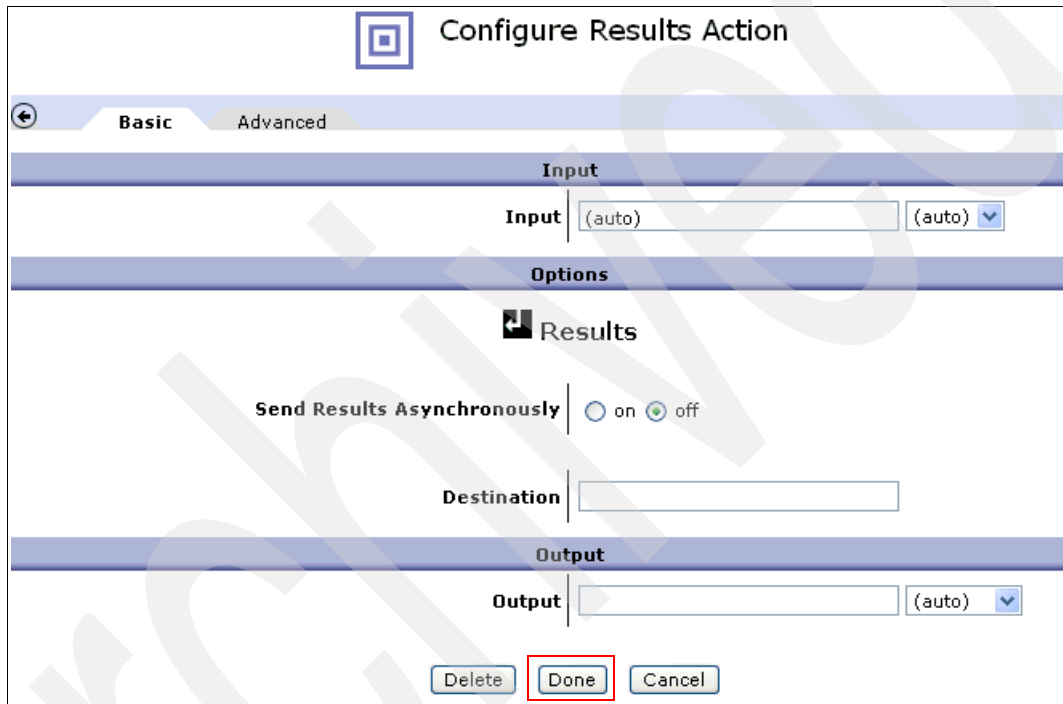 Configure Results Action
Basic Advanced
Input
Input (auto) (auto)
Options
Results
Send Results Asynchronously on off
Destination
Output
Output (auto)
Delete Done Cancel